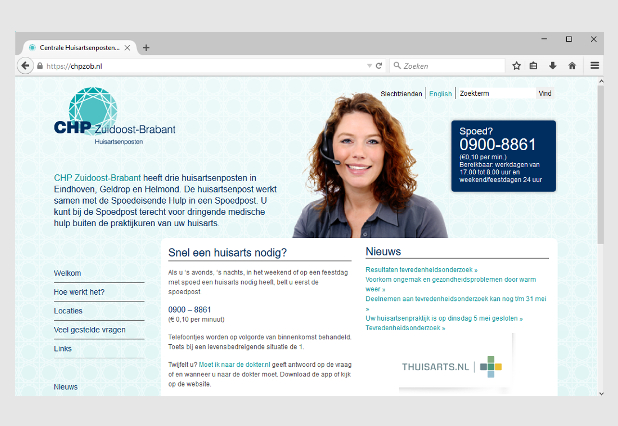 Centrale Huisartsenposten...
https://chpzob.nl
Zoeken
Slechtzienden | English
Zoekterm
Vind
CHP Zuidoost-Brabant
Huisartsenposten
Spoed?
0900-8861
(€0,10 per min.)
Bereikbaar: werkdagen van
17.00 tot 8.00 uur en
weekend/feestdagen 24 uur
CHP Zuidoost-Brabant heeft drie huisartsenposten in
Eindhoven, Geldrop en Helmond. De huisartsenpost werkt
samen met de Spoedeisende Hulp in een Spoedpost. U
kunt bij de Spoedpost terecht voor dringende medische
hulp buiten de praktijkuren van uw huisarts.
Welkom
Hoe werkt het?
Locaties
Veel gestelde vragen
Links
Nieuws
Snel een huisarts nodig?
Als u 's avonds, 's nachts, in het weekend of op een feestdag
met spoed een huisarts nodig heeft, belt u eerst de
spoedpost
0900 – 8861
(€ 0,10 per minuut)
Telefoontjes worden op volgorde van binnenkomst behandeld.
Toets bij een levensbedreigende situatie de 1.
Twijfelt u? Moet ik naar de dokter.nl geeft antwoord op de vraag
of en wanneer u naar de dokter moet. Download de app of kijk
op de website.
Nieuws
Resultaten tevredenheidsonderzoek »
Voorkom ongemak en gezondheidsproblemen door warm
weer »
Deelnemen aan tevredenheidsonderzoek kan nog t/m 31 mei
»
Uw huisartsenpraktijk is op dinsdag 5 mei gesloten »
Tevredenheidsonderzoek »
THUISARTS.NL